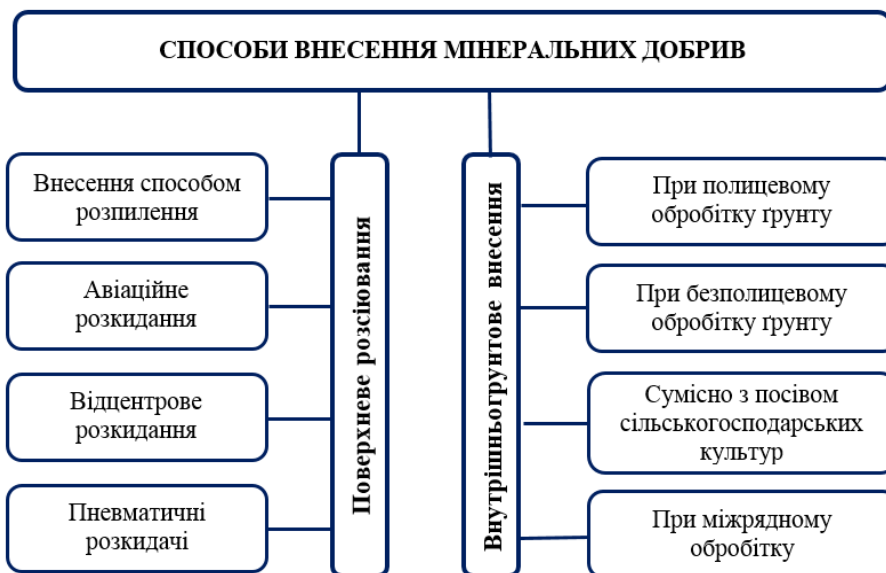 СПОСОБИ ВНЕСЕННЯ МІНЕРАЛЬНИХ ДОБРИВ
Внесення способом
розпилення
Авіаційне
розкидання
Відцентрове
розкидання
Пневматичні
розкидачі
Поверхневе розсіювання
Внутрішньогрунтове внесення
При полицевому
обробітку ґрунту
При безполицевому
обробітку ґрунту
Сумісно з посівом
сільськогосподарських
культур
При міжрядному
обробітку